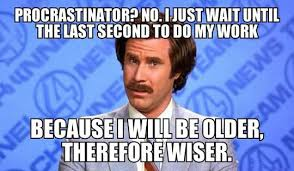 PROCRASTINATOR? NO. I JUST WAIT UNTIL
THE LAST SECOND TO DO MY WORK
BECAUSE I WILL BE OLDER,
THEREFORE WISER.